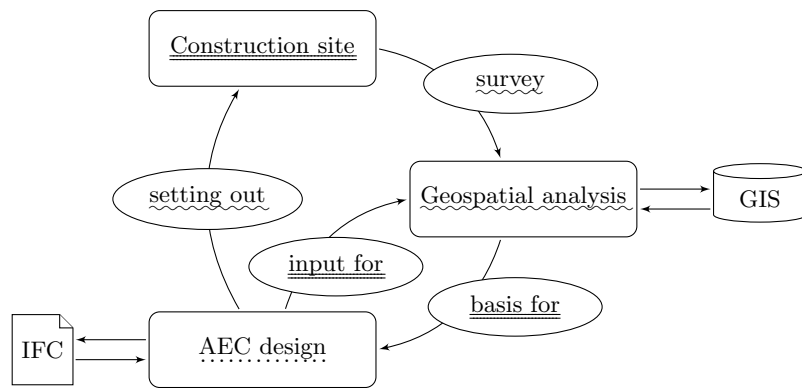 Construction site
survey
setting out
Geospatial analysis
GIS
input for
basis for
IFC
AEC design